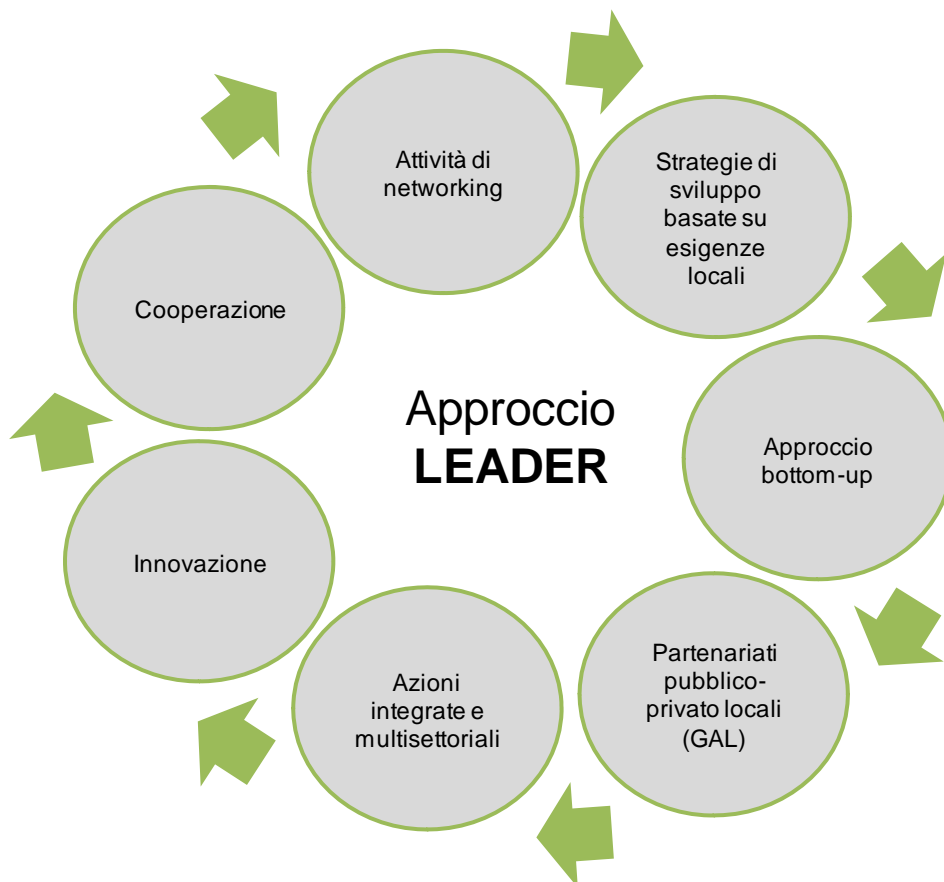 Attività di
networking
Strategie di
sviluppo
basate su
esigenze
locali
Cooperazione
Approccio
LEADER
Approccio
bottom-up
Innovazione
Partenariati
pubblico-
privato locali
(GAL)
Azioni
integrate e
multisettoriali